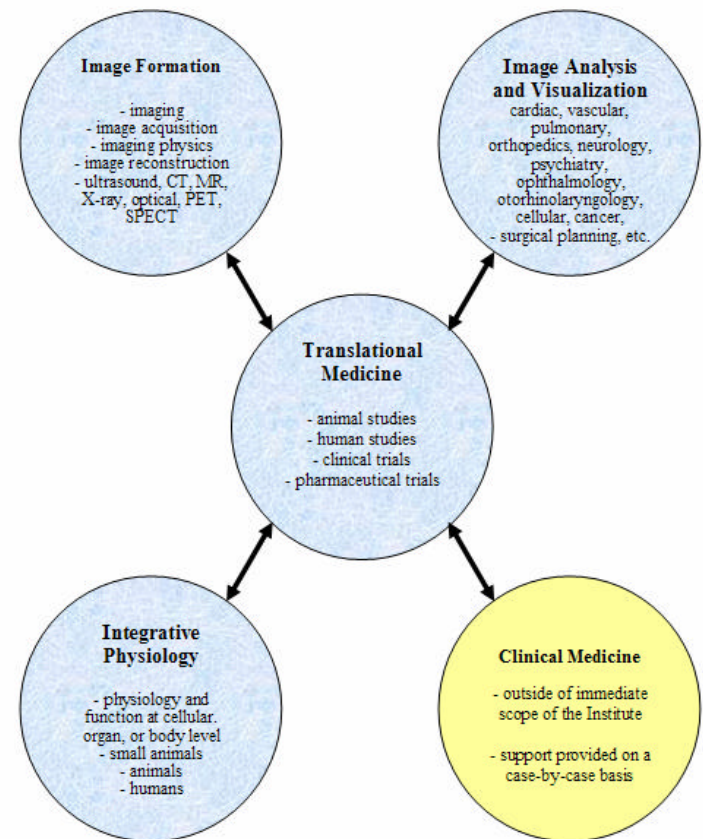 Image Formation
- imaging
- image acquisition
- imaging physics
- image reconstruction
- ultrasound, CT, MR,
X-ray, optical, PET,
SPECT
Image Analysis
and Visualization
cardiac, vascular,
pulmonary,
orthopedics, neurology,
psychiatry,
ophthalmology,
otorhinolaryngology,
cellular, cancer,
- surgical planning, etc.
Translational
Medicine
- animal studies
- human studies
- clinical trials
- pharmaceutical trials
Integrative
Physiology
- physiology and
function at cellular.
organ, or body level
- small animals
- animals
- humans
Clinical Medicine
- outside of immediate
scope of the Institute
- support provided on a
case-by-case basis